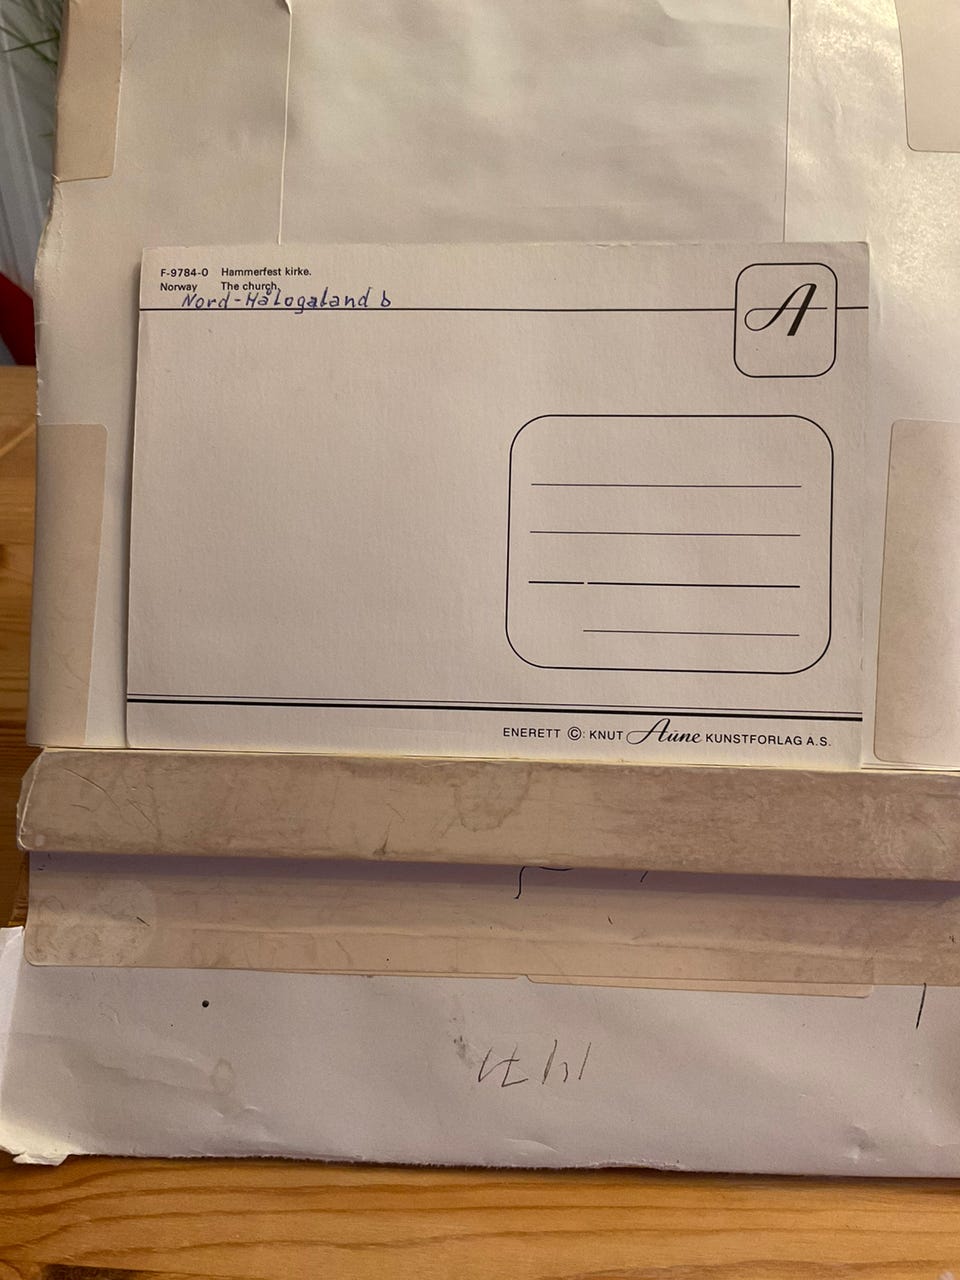 F-9784-0 Hammerfest kirke.
Norway The church.
Nord-Hålogaland b
A
ENERETT ©: KNUT Aune KUNSTFORLAG A.S.